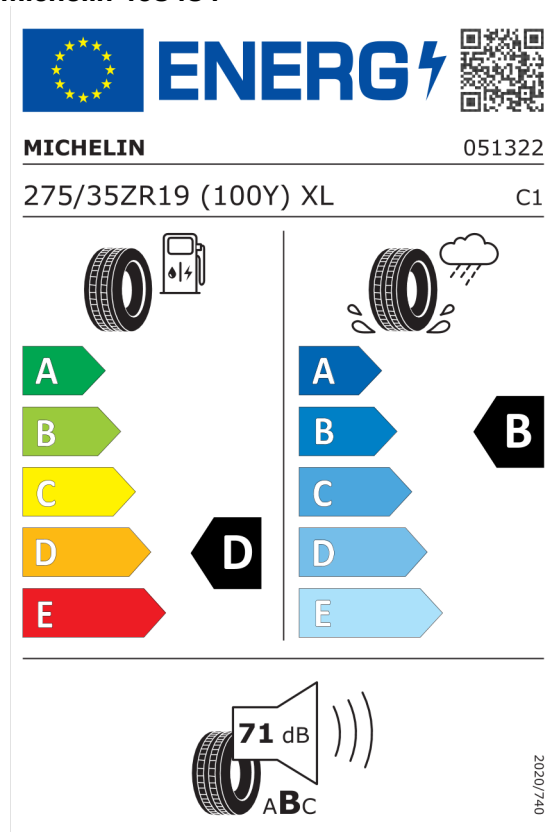 ENERG
MICHELIN 051322
275/35ZR19 (100Y) XL C1
A A
B B B
C C
D D D
E E
71 dB
ABC
2020/740